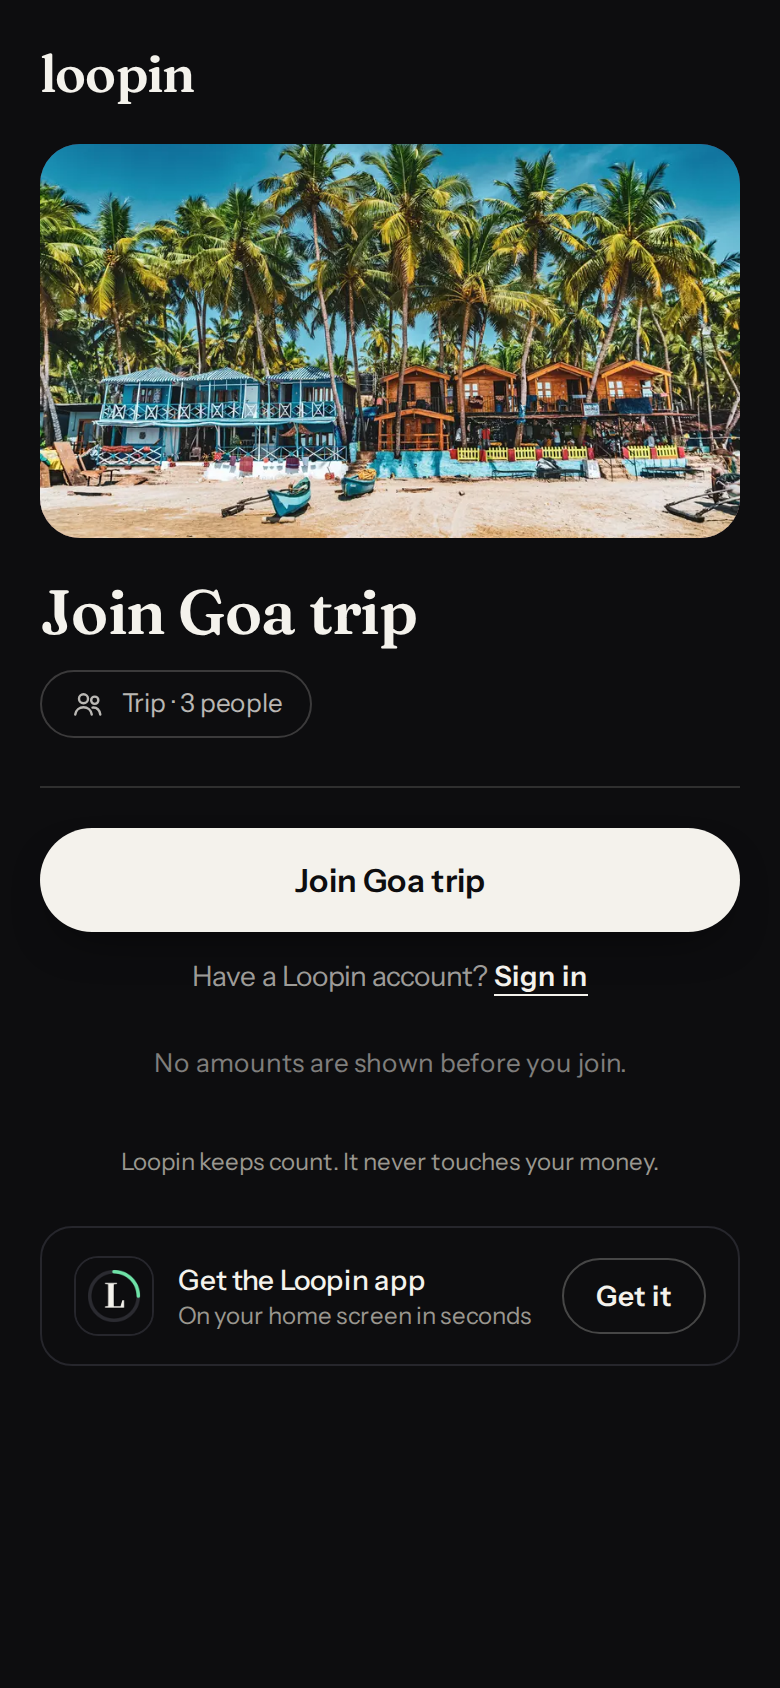 loopin
Join Goa trip
Trip · 3 people
Join Goa trip
Have a Loopin account? Sign in
No amounts are shown before you join.
Loopin keeps count. It never touches your money.
L
Get the Loopin app
On your home screen in seconds
Get it